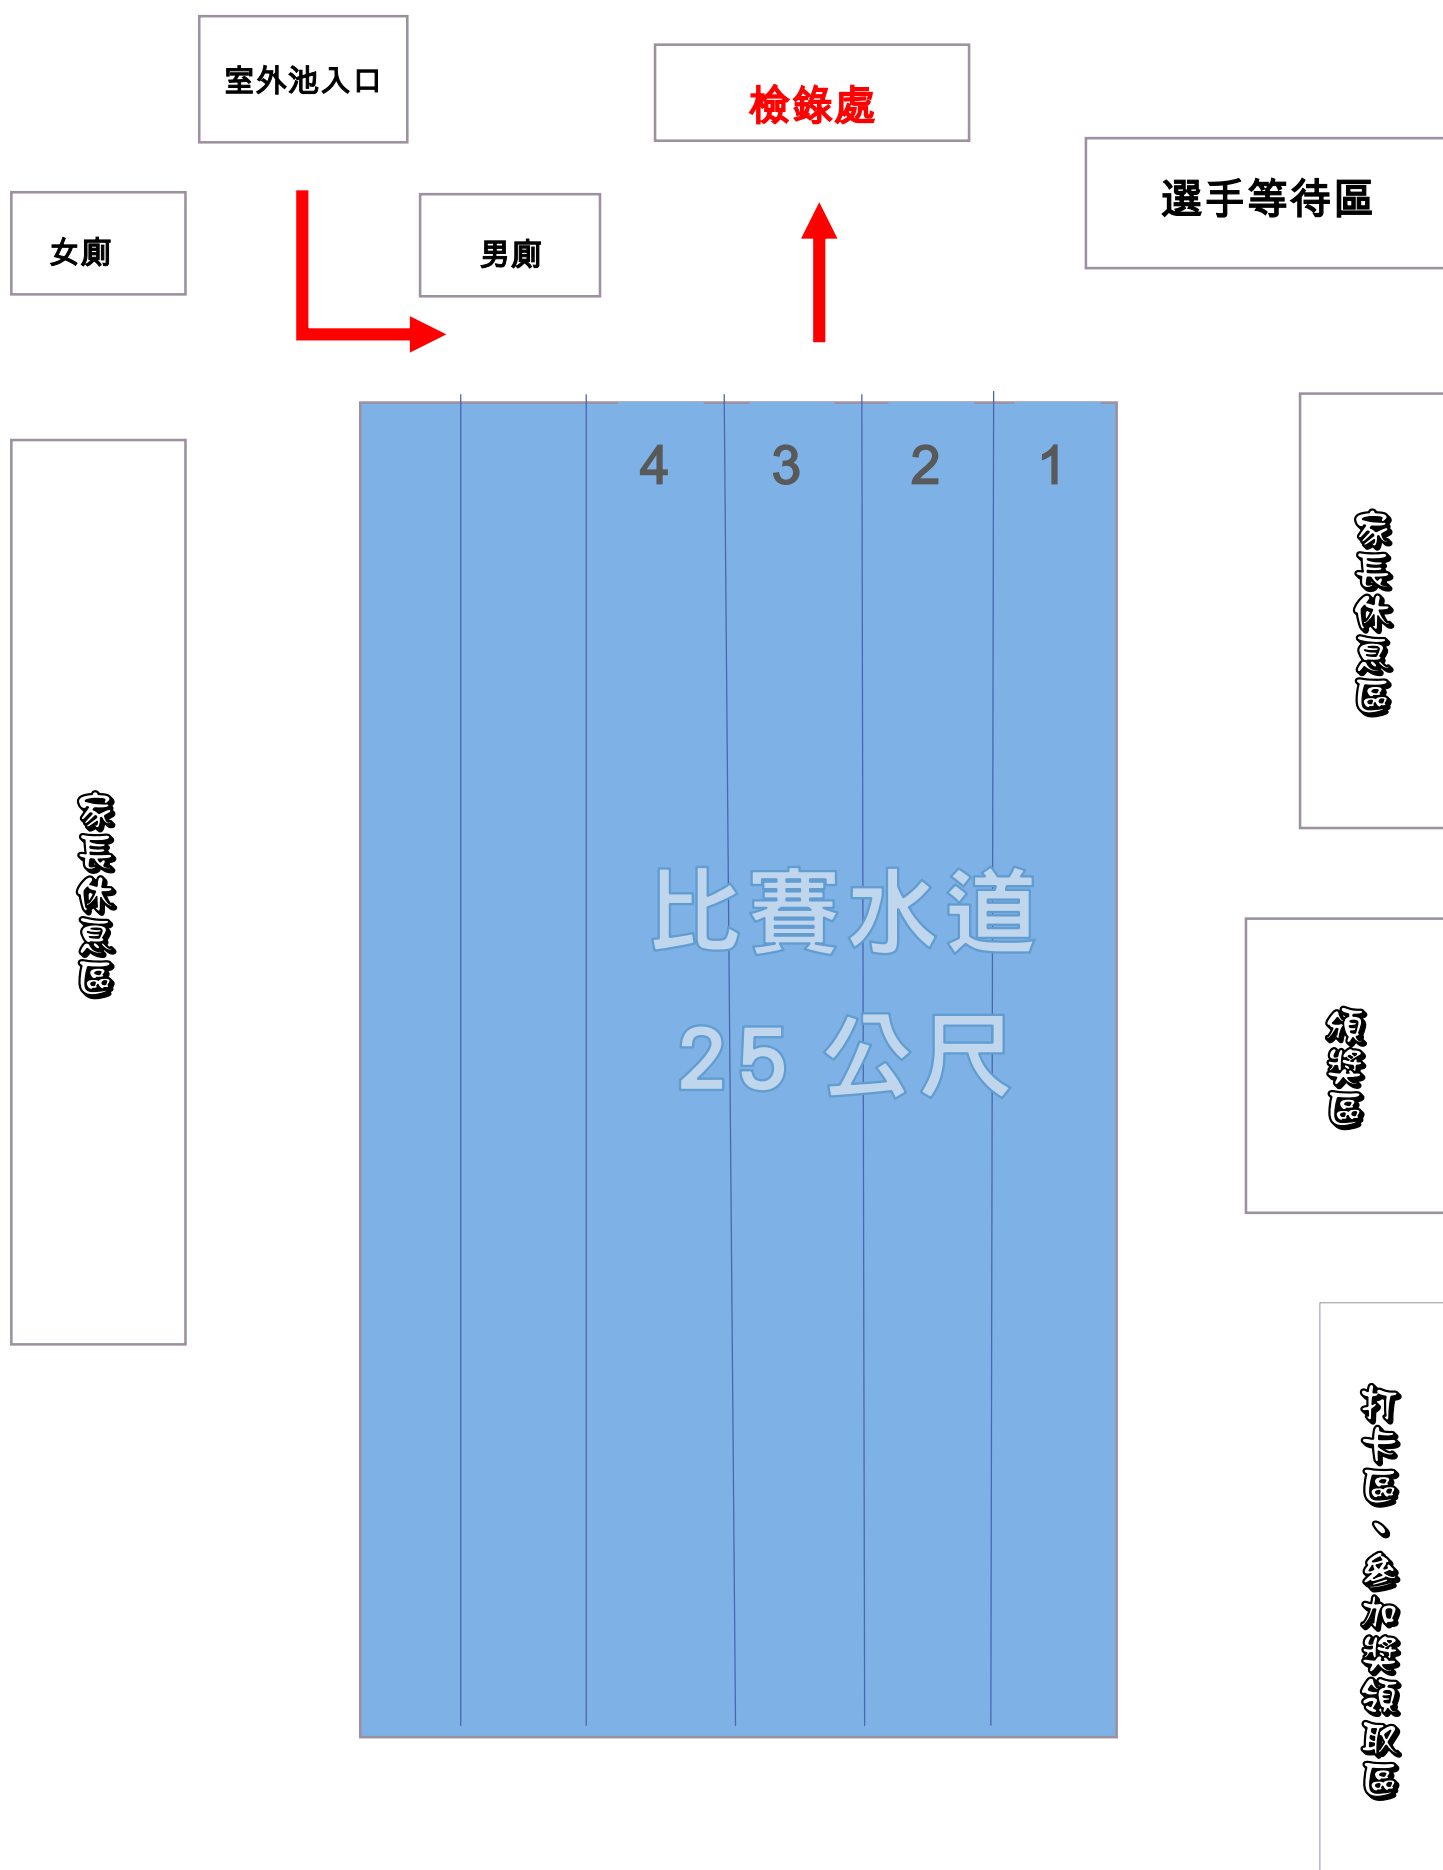 室外池入口
檢錄處
選手等待區
女廁
男廁
4 3 2 1
家長休息區
家長休息區
比賽水道
25 公尺
頒獎區
打卡區。參加獎領取區